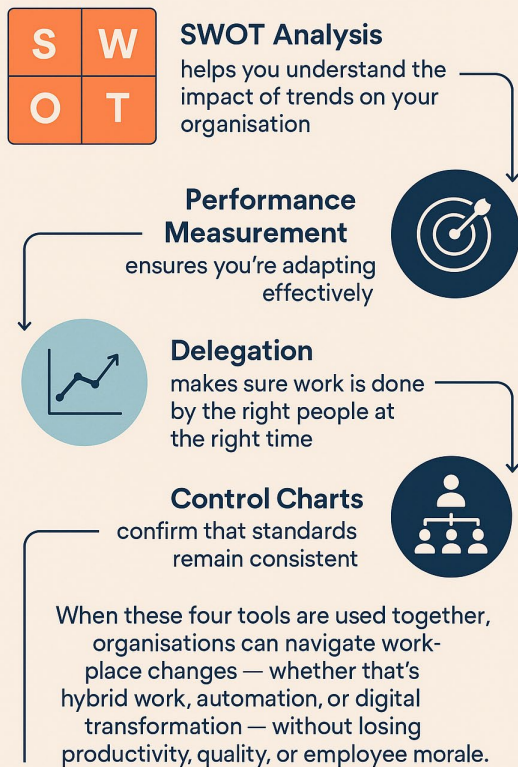 S W
O T
SWOT Analysis
helps you understand the
impact of trends on your
organisation
Performance
Measurement
ensures you're adapting
effectively
Delegation
makes sure work is done
by the right people at
the right time
Control Charts
confirm that standards
remain consistent
When these four tools are used together,
organisations can navigate work-
place changes — whether that's
hybrid work, automation, or digital
transformation — without losing
productivity, quality, or employee morale.